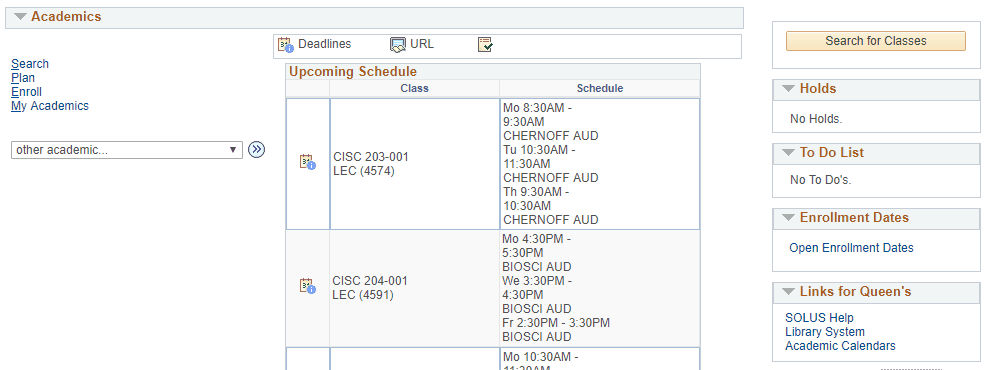 Academics
Search
Plan
Enroll
My Academics
other academic...
Deadlines URL
Upcoming Schedule
Class Schedule
CISC 203-001
LEC (4574)
Mo 8:30AM -
9:30AM
CHERNOFF AUD
Tu 10:30AM -
11:30AM
CHERNOFF AUD
Th 9:30AM -
10:30AM
CHERNOFF AUD
CISC 204-001
LEC (4591)
Mo 4:30PM -
5:30PM
BIOSCI AUD
We 3:30PM -
4:30PM
BIOSCI AUD
Fr 2:30PM - 3:30PM
BIOSCI AUD
Mo 10:30AM -
11:30AM
Search for Classes
Holds
No Holds.
To Do List
No To Do's.
Enrollment Dates
Open Enrollment Dates
Links for Queen's
SOLUS Help
Library System
Academic Calendars